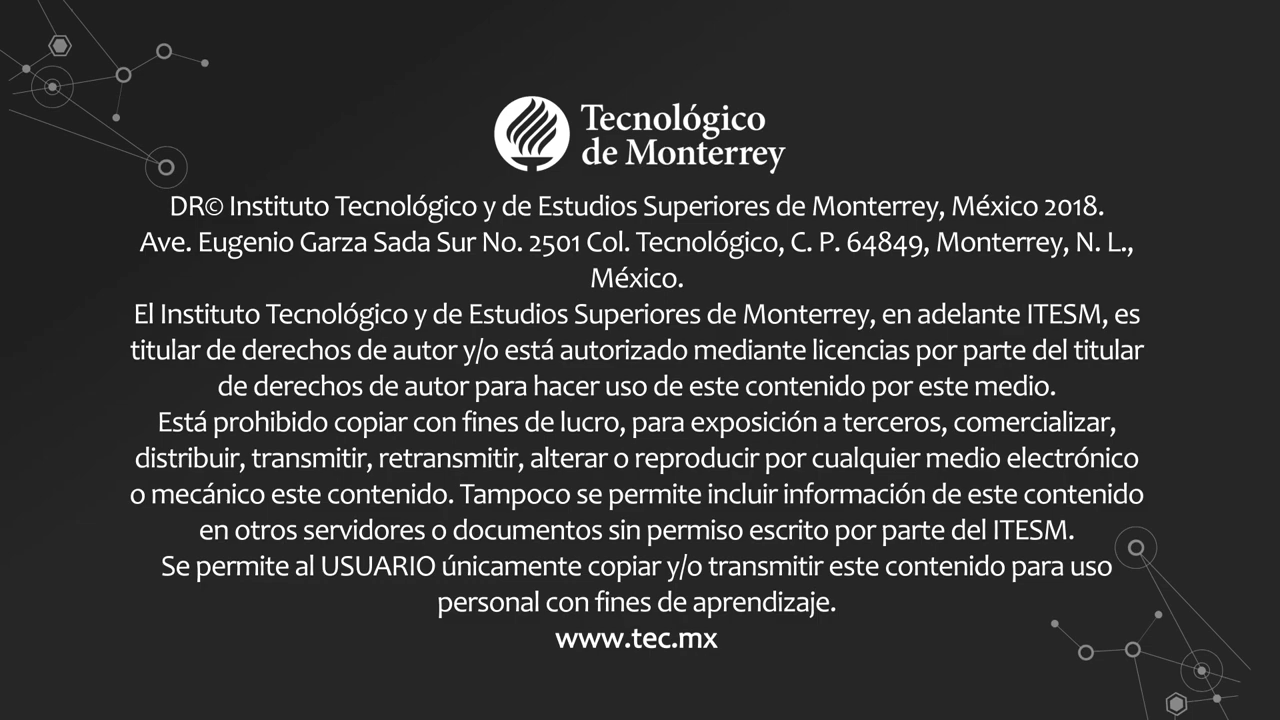 Tecnológico
de Monterrey
DR© Instituto Tecnológico y de Estudios Superiores de Monterrey, México 2018.
Ave. Eugenio Garza Sada Sur No. 2501 Col. Tecnológico, C. P. 64849, Monterrey, N. L.,
México.
El Instituto Tecnológico y de Estudios Superiores de Monterrey, en adelante ITESM, es
titular de derechos de autor y/o está autorizado mediante licencias por parte del titular
de derechos de autor para hacer uso de este contenido por este medio.
Está prohibido copiar con fines de lucro, para exposición a terceros, comercializar,
distribuir, transmitir, retransmitir, alterar o reproducir por cualquier medio electrónico
o mecánico este contenido. Tampoco se permite incluir información de este contenido
en otros servidores o documentos sin permiso escrito por parte del ITESM.
Se permite al USUARIO únicamente copiar y/o transmitir este contenido para uso
personal con fines de aprendizaje.
www.tec.mx